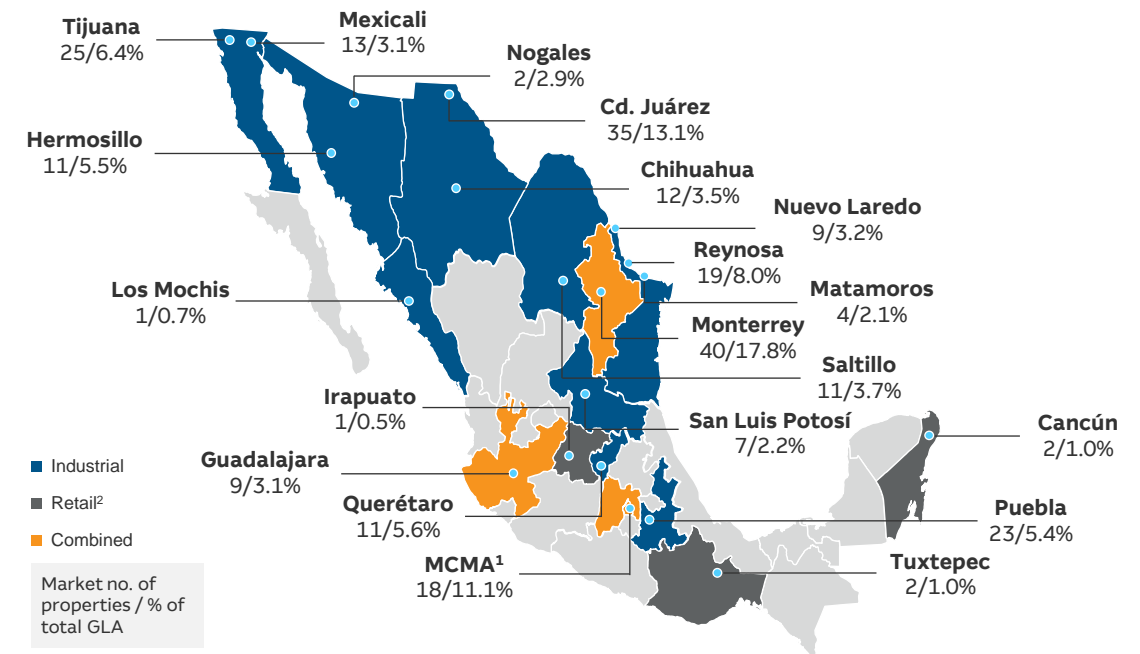 Tijuana
25/6.4%
Mexicali
13/3.1%
Nogales
2/2.9%
Cd. Juárez
35/13.1%
Hermosillo
11/5.5%
Chihuahua
12/3.5%
Nuevo Laredo
9/3.2%
Reynosa
19/8.0%
Los Mochis
1/0.7%
Matamoros
4/2.1%
Monterrey
40/17.8%
Saltillo
11/3.7%
Irapuato
1/0.5%
San Luis Potosí
7/2.2%
Cancún
2/1.0%
Guadalajara
9/3.1%
Querétaro
11/5.6%
Puebla
23/5.4%
MCMA¹
18/11.1%
Tuxtepec
2/1.0%
Industrial
Retail²
Combined
Market no. of
properties / % of
total GLA